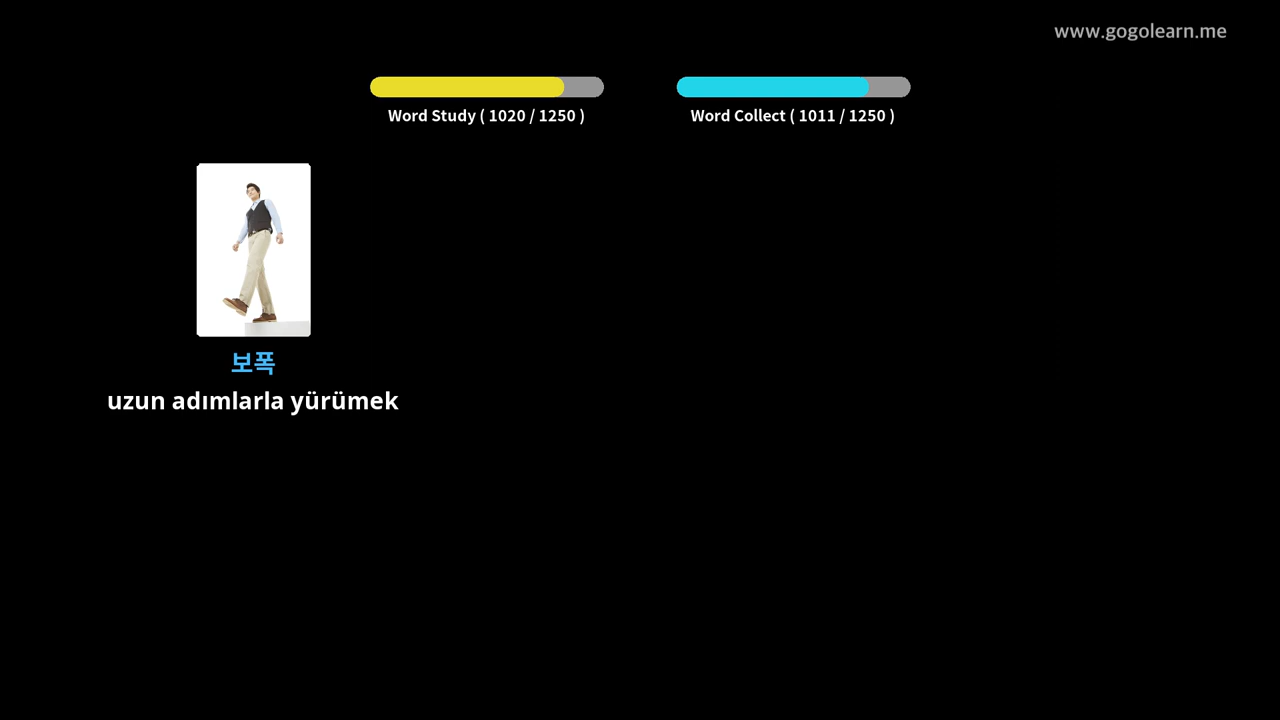 www.gogolearn.me
Word Study ( 1020 / 1250 )
Word Collect ( 1011 / 1250 )
보폭
uzun adımlarla yürümek